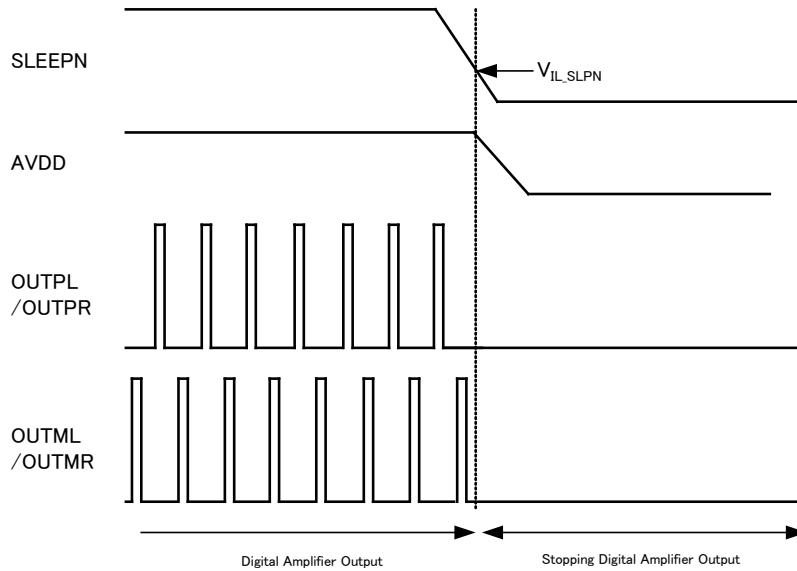 SLEEPN
V_IL_SLPN
AVDD
OUTPL
/OUTPR
OUTML
/OUTMR
Digital Amplifier Output
Stopping Digital Amplifier Output